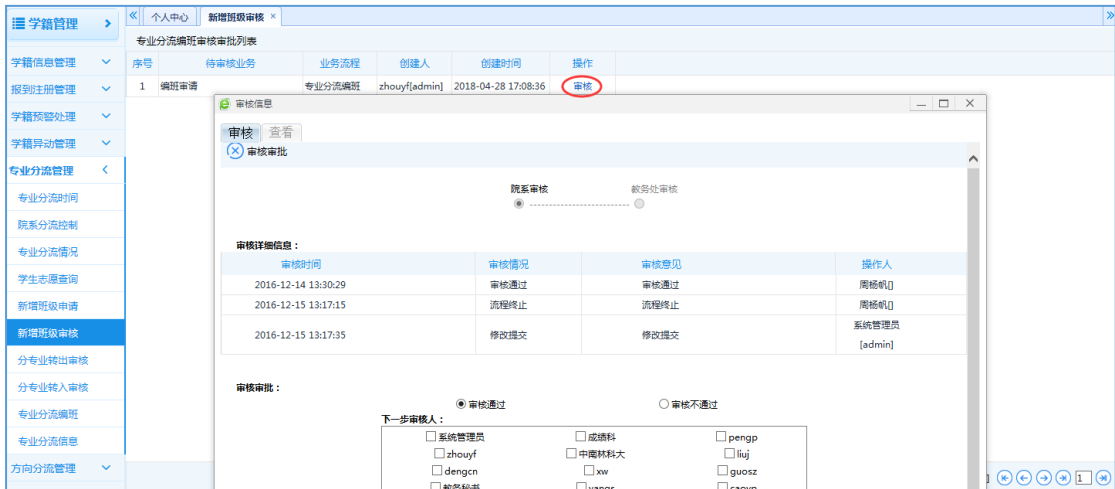 学籍管理
个人中心 新增班级审核 ×
专业分流编班审核审批列表
学籍信息管理
报到注册管理
学籍预警处理
学籍异动管理
专业分流管理
专业分流时间
院系分流控制
专业分流情况
学生志愿查询
新增班级申请
新增班级审核
分专业转出审核
分专业转入审核
专业分流编班
专业分流信息
方向分流管理
序号 待审核业务 业务流程 创建人 创建时间 操作
1 编班审请 专业分流编班 zhouyf[admin] 2018-04-28 17:08:36 审核
审核信息
审核 查看
审核审批
院系审核 教务处审核
审核详细信息：
审核时间 审核情况 审核意见 操作人
2016-12-14 13:30:29 审核通过 审核通过 周杨帆[]
2016-12-15 13:17:15 流程终止 流程终止 周杨帆[]
2016-12-15 13:17:35 修改提交 修改提交 系统管理员
[admin]
审核审批：
审核通过 审核不通过
下一步审核人：
系统管理员 成绩科 pengp
zhouyf 中南林科大 liuj
dengcn xw guosz
1